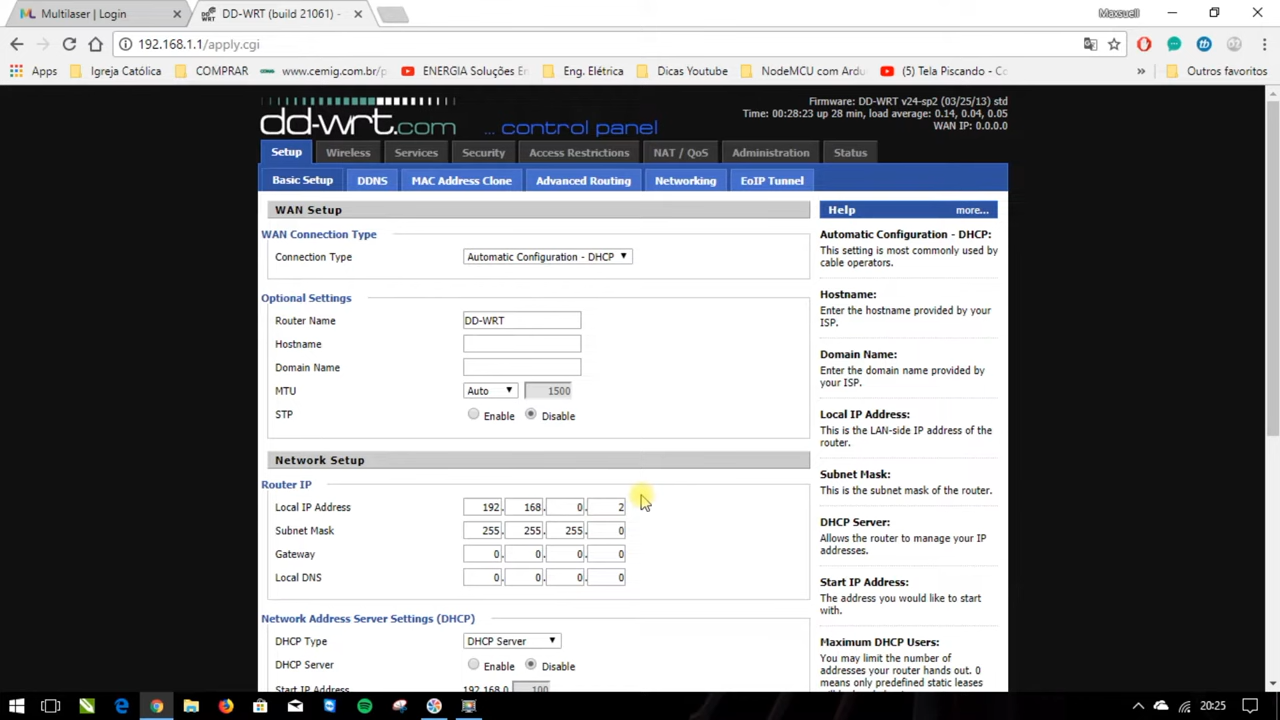 Multilaser | Login
DD-WRT (build 21061) -
Maxsuell
192.168.1.1/apply.cgi
Apps
Igreja Católica
COMPRAR
www.cemig.com.br/p
ENERGIA Soluções En
Eng. Elétrica
Dicas Youtube
NodeMCU com Ardu
(5) Tela Piscando - Co
»
Outros favoritos
Firmware: DD-WRT v24-sp2 (03/25/13) std
Time: 00:28:23 up 28 min, load average: 0.14, 0.04, 0.05
WAN IP: 0.0.0.0
dd-wrt.com ... control panel
Setup
Wireless
Services
Security
Access Restrictions
NAT / QoS
Administration
Status
Basic Setup
DDNS
MAC Address Clone
Advanced Routing
Networking
EoIP Tunnel
WAN Setup
WAN Connection Type
Connection Type Automatic Configuration - DHCP
Optional Settings
Router Name DD-WRT
Hostname
Domain Name
MTU Auto 1500
STP Enable Disable
Network Setup
Router IP
Local IP Address 192. 168. 0. 2
Subnet Mask 255. 255. 255. 0
Gateway 0. 0. 0. 0
Local DNS 0. 0. 0. 0
Network Address Server Settings (DHCP)
DHCP Type DHCP Server
DHCP Server Enable Disable
Start IP Address 192.168.0. 100
Help more...
Automatic Configuration - DHCP:
This setting is most commonly used by
cable operators.
Hostname:
Enter the hostname provided by your
ISP.
Domain Name:
Enter the domain name provided by
your ISP.
Local IP Address:
This is the LAN-side IP address of the
router.
Subnet Mask:
This is the subnet mask of the router.
DHCP Server:
Allows the router to manage your IP
addresses.
Start IP Address:
The address you would like to start
with.
Maximum DHCP Users:
You may limit the number of
addresses your router hands out. 0
means only predefined static leases
20:25